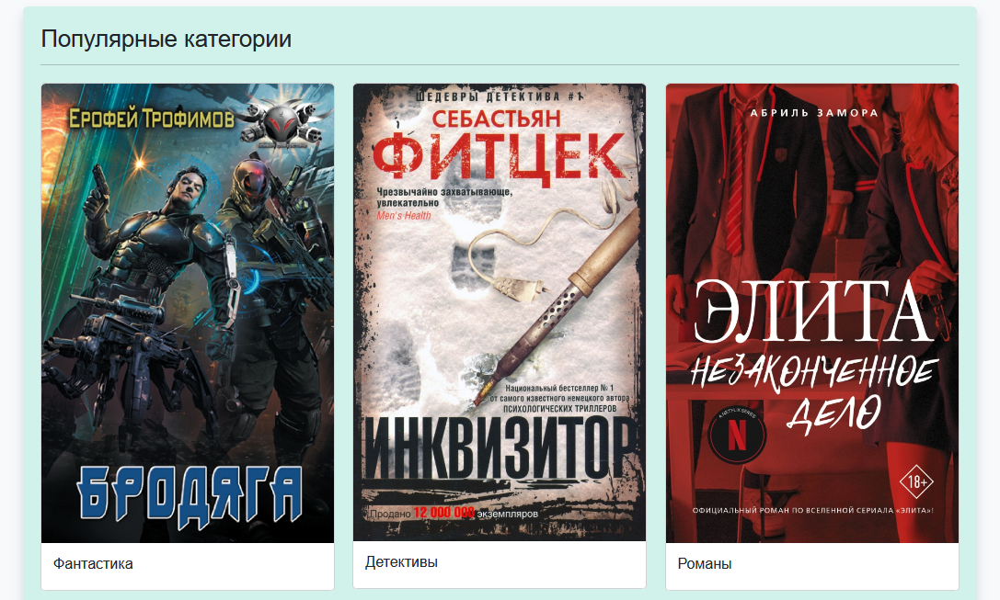 Популярные категории
ЕРОФЕЙ ТРОФИМОВ
БРОДЯГА
Фантастика
ШЕДЕВРЫ ДЕТЕКТИВА #1
СЕБАСТЬЯН
ФИТЦЕК
Чрезвычайно захватывающе,
увлекательно
Men's Health
Национальный бестселлер № 1
от самого известного немецкого автора
ПСИХОЛОГИЧЕСКИХ ТРИЛЛЕРОВ
ИНКВИЗИТОР
Продано 12 000 000 экземпляров
Детективы
АБРИЛЬ ЗАМОРА
ЭЛИТА
НЕЗАКОНЧЕННОЕ
ДЕЛО
A NETFLIX SERIES
N
18+
ОФИЦИАЛЬНЫЙ РОМАН ПО ВСЕЛЕННОЙ СЕРИАЛА «ЭЛИТА»!
Романы